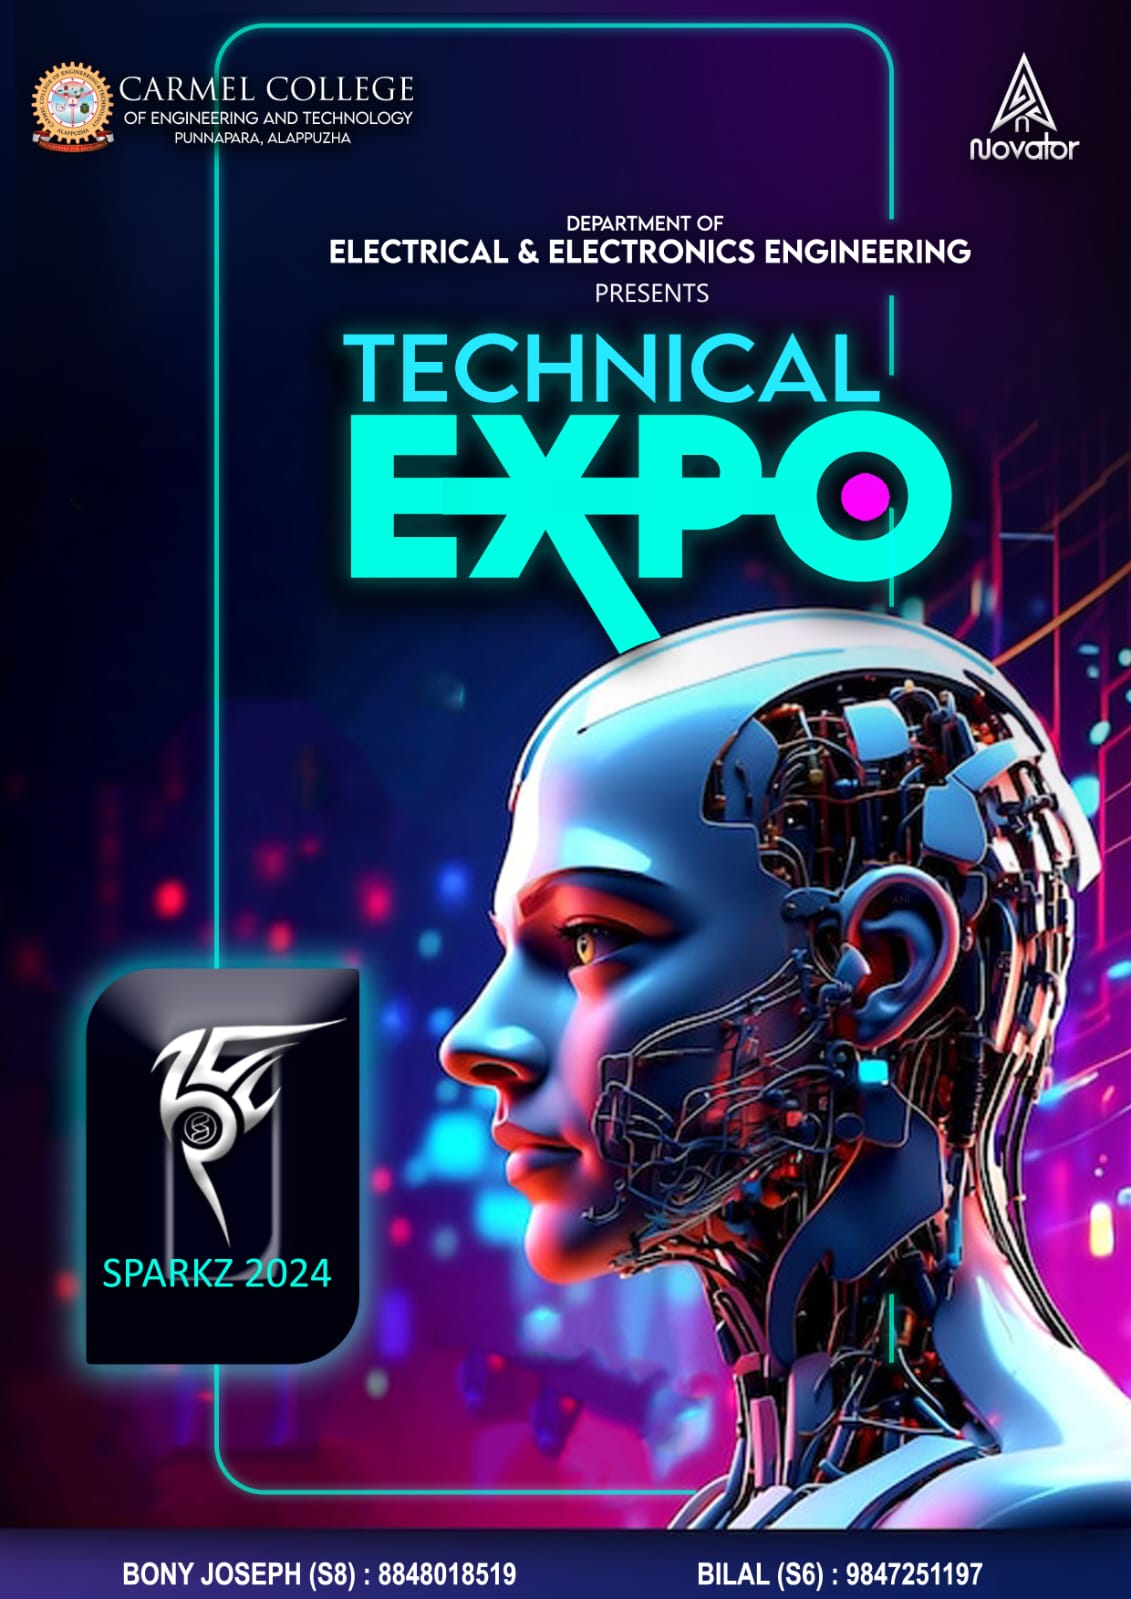 CARMEL COLLEGE
OF ENGINEERING AND TECHNOLOGY
PUNNAPARA, ALAPPUZHA
Novator
DEPARTMENT OF
ELECTRICAL & ELECTRONICS ENGINEERING
PRESENTS
TECHNICAL
EXPO
SPARKZ 2024
BONY JOSEPH (S8) : 8848018519
BILAL (S6) : 9847251197